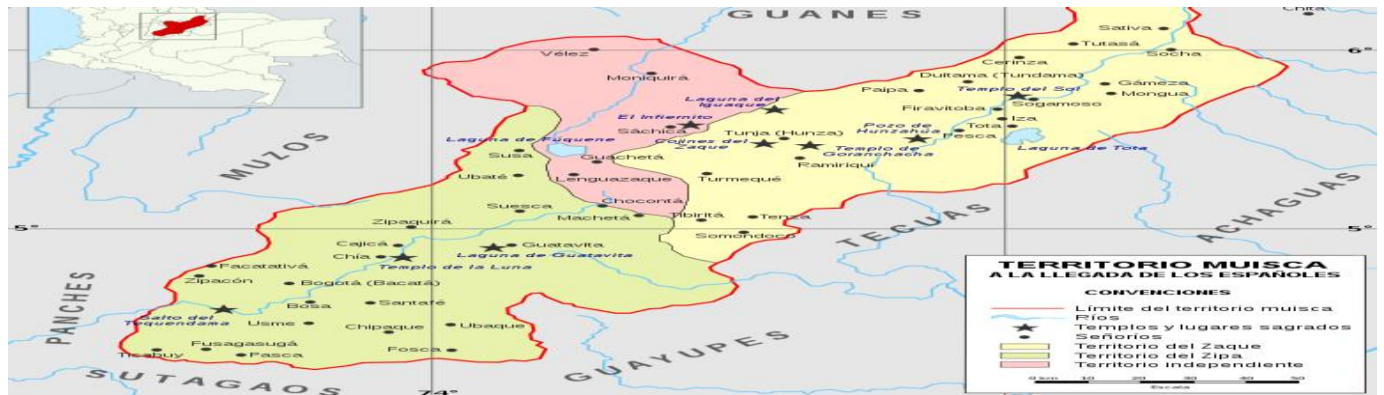 GUANES
Chita
Sativa
Tutasá
Socha
6°
Vélez
Cerinza
Moniquirá
Duitama (Tundama)
Gámeza
Paipa
Templo del Sol
Mongua
Laguna del
Iguaque
Sogamoso
Firavitoba
El Infiernito
Iza
Sáchica
Pozo de
Hunzahúa
Tota
Tunja (Hunza)
Pesca
MUZOS
Laguna de Fúquene
Cojines del
Zaque
Templo de
Goranchacha
Laguna de Tota
Susa
Guachetá
Ramiriquí
Ubaté
Lenguazaque
Turmequé
ACHAGUAS
Suesca
Chocontá
Machetá
Tibiritá
Tenza
TECUAS
Zipaquirá
5°
Somondoco
5°
Cajicá
Guatavita
Chía
Laguna de Guatavita
Templo de la Luna
Facatativá
Zipacón
Bogotá (Bacatá)
PANCHES
Bosa
Santafé
Salto del
Tequendama
Usme
Chipaque
Ubaque
Ticabuy
Fusagasugá
Pasca
Fosca
GUAYUPES
SUTAGAOS
74°
TERRITORIO MUISCA
A LA LLEGADA DE LOS ESPAÑOLES
CONVENCIONES
Límite del territorio muisca
Ríos
Templos y lugares sagrados
Señoríos
Territorio del Zaque
Territorio del Zipa
Territorio independiente
0 km 10 20 30 40 50
Escala